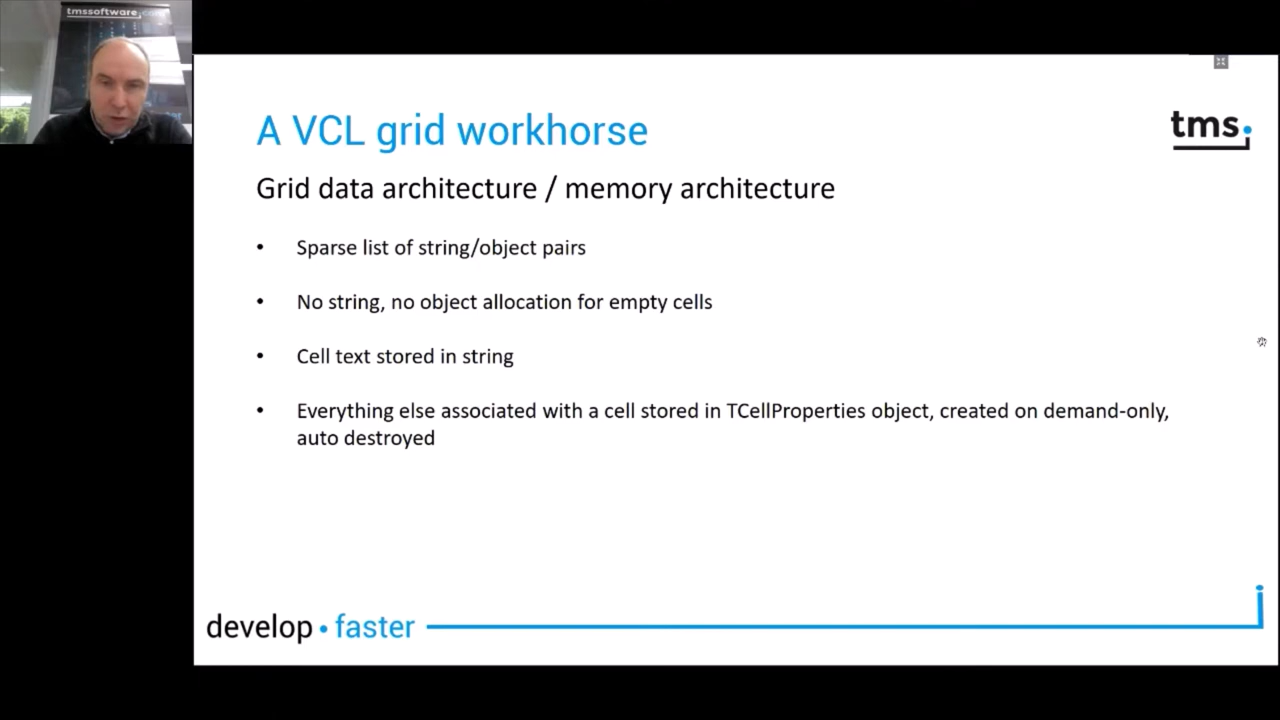 tmssoftware.com
A VCL grid workhorse
tms.
Grid data architecture / memory architecture
• Sparse list of string/object pairs
• No string, no object allocation for empty cells
• Cell text stored in string
• Everything else associated with a cell stored in TCellProperties object, created on demand-only,
auto destroyed
develop • faster